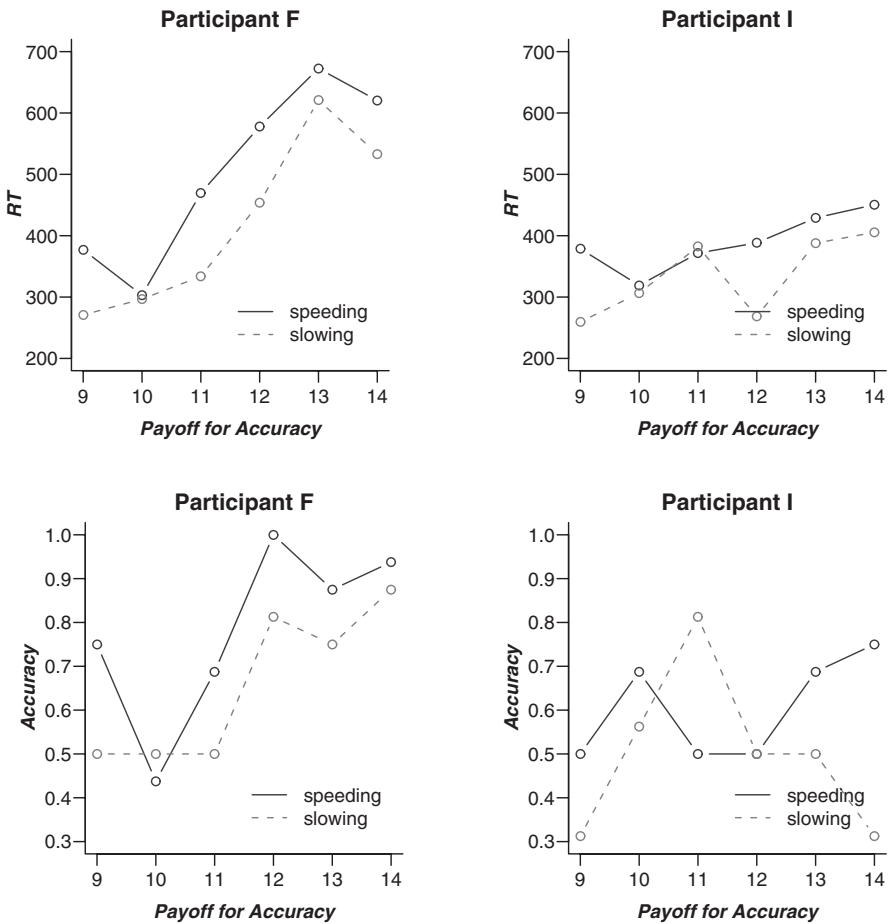 Participant F
700
600
500
400
300
200
RT
speeding
slowing
9 10 11 12 13 14
Payoff for Accuracy
Participant I
700
600
500
400
300
200
RT
speeding
slowing
9 10 11 12 13 14
Payoff for Accuracy
Participant F
1.0
0.9
0.8
0.7
0.6
0.5
0.4
0.3
Accuracy
speeding
slowing
9 10 11 12 13 14
Payoff for Accuracy
Participant I
1.0
0.9
0.8
0.7
0.6
0.5
0.4
0.3
Accuracy
speeding
slowing
9 10 11 12 13 14
Payoff for Accuracy